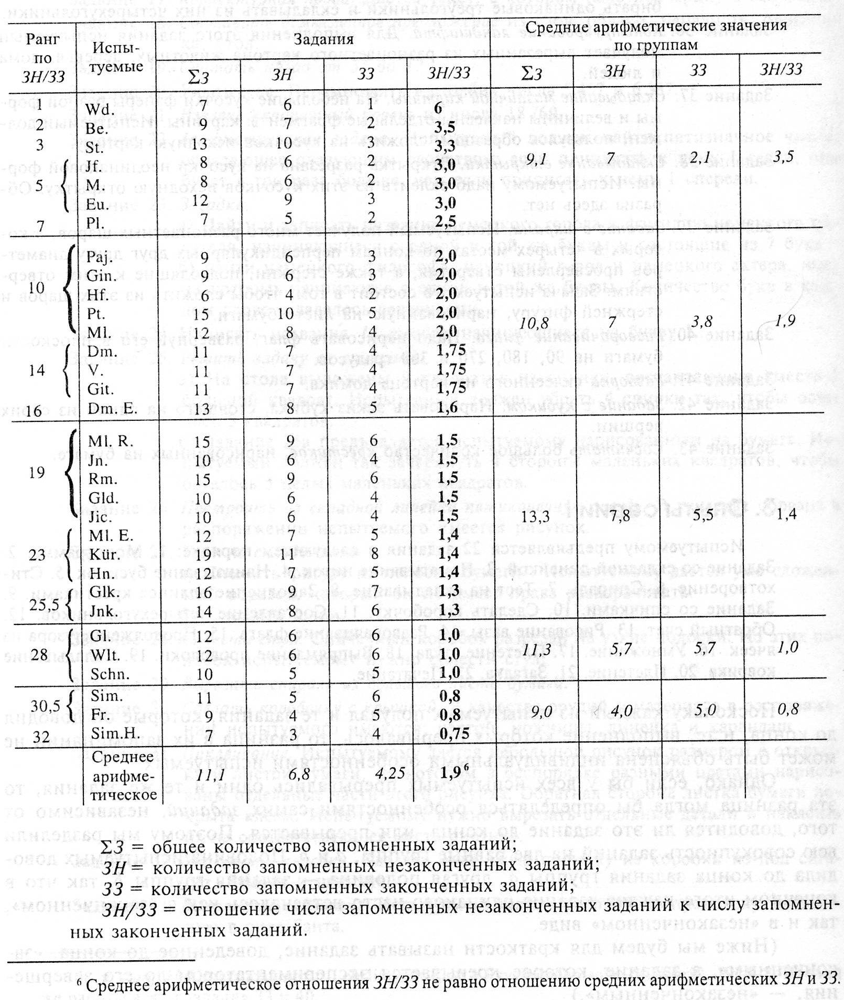 Ранг по ЗН/ЗЗ | Испы-туемые | Задания | Средние арифметические значения по группам
ΣЗ | ЗН | ЗЗ | ЗН/ЗЗ | ΣЗ | ЗН | ЗЗ | ЗН/ЗЗ
1 Wd. 7 6 1 6
2 Be. 9 7 2 3,5
3 St. 13 10 3 3,3
Jf. 8 6 2 3,0 9,1 7 2,1 3,5
5 M. 8 6 2 3,0
Eu. 12 9 3 3,0
7 Pl. 7 5 2 2,5
Paj. 9 6 3 2,0
Gin. 9 6 3 2,0
10 Hf. 6 4 2 2,0
Pt. 15 10 5 2,0 10,8 7 3,8 1,9
Ml. 12 8 4 2,0
Dm. 11 7 4 1,75
14 V. 11 7 4 1,75
Git. 11 7 4 1,75
16 Dm. E. 13 8 5 1,6
Ml. R. 15 9 6 1,5
Jn. 10 6 4 1,5
19 Rm. 15 9 6 1,5
Gld. 10 6 4 1,5
Jic. 10 6 4 1,5 13,3 7,8 5,5 1,4
Ml. E. 12 7 5 1,4
23 Kür. 19 11 8 1,4
Hn. 12 7 5 1,4
Glk. 16 9 7 1,3
25,5 Jnk. 14 8 6 1,3
Gl. 12 6 6 1,0
28 Wlt. 12 6 6 1,0 11,3 5,7 5,7 1,0
Schn. 10 5 5 1,0
30,5 Sim. 11 5 6 0,8
Fr. 9 4 5 0,8 9,0 4,0 5,0 0,8
32 Sim.H. 7 3 4 0,75
Среднее
арифме- 11,1 6,8 4,25 1,9⁶
тическое
ΣЗ = общее количество запомненных заданий;
ЗН = количество запомненных незаконченных заданий;
ЗЗ = количество запомненных законченных заданий;
ЗН/ЗЗ = отношение числа запомненных незаконченных заданий к числу запомнен-
ных законченных заданий.
⁶ Среднее арифметическое отношения ЗН/ЗЗ не равно отношению средних арифметических ЗН и ЗЗ.